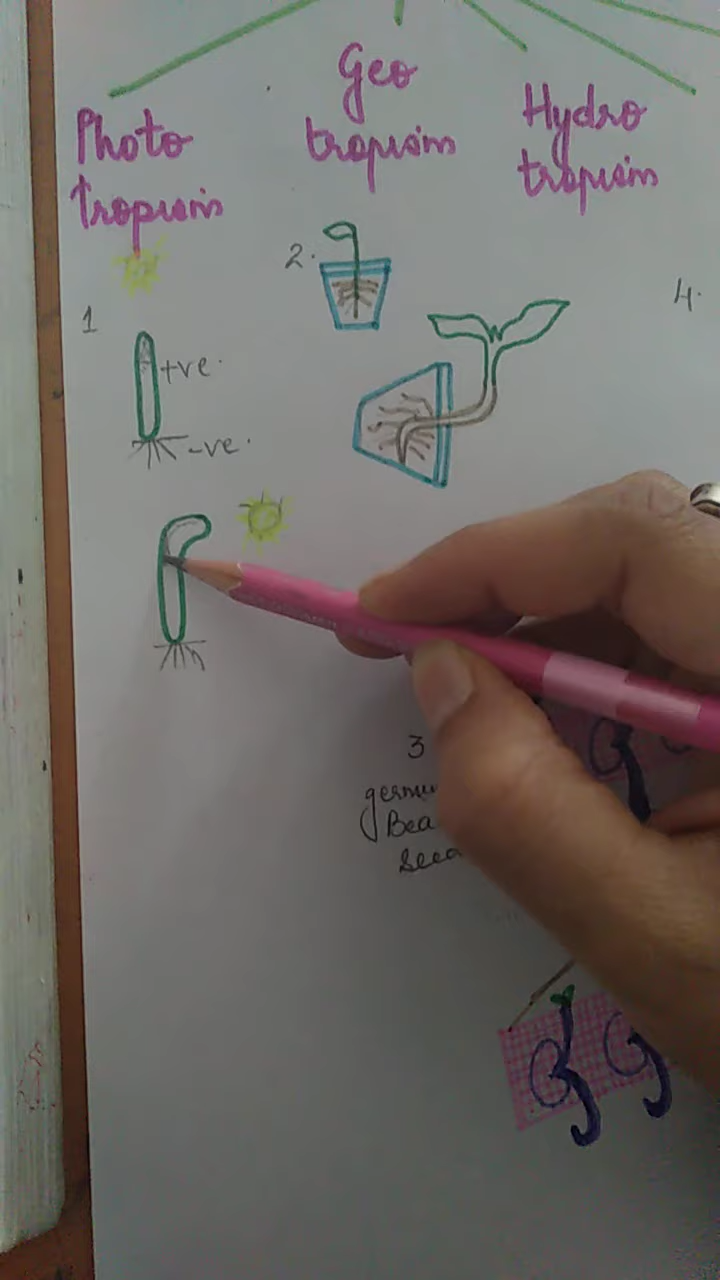 Photo
Tropism
Geo
tropism
Hydro
tropism
1
+ve.
-ve.
2.
4.
3